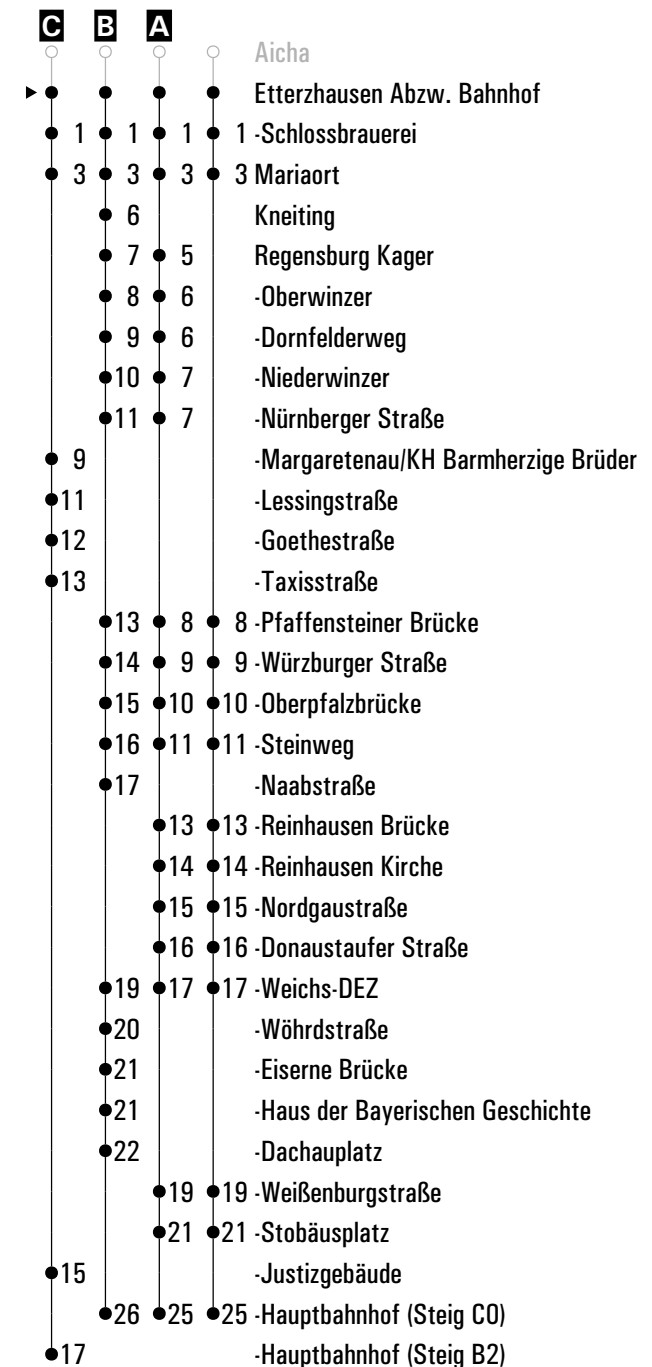 C B A
Aicha
Etterzhausen Abzw. Bahnhof
1 1 1 1 -Schlossbrauerei
3 3 3 3 Mariaort
6 Kneiting
7 5 Regensburg Kager
8 6 -Oberwinzer
9 6 -Dornfelderweg
10 7 -Niederwinzer
11 7 -Nürnberger Straße
9 -Margaretenau/KH Barmherzige Brüder
11 -Lessingstraße
12 -Goethestraße
13 -Taxisstraße
13 8 8 -Pfaffensteiner Brücke
14 9 9 -Würzburger Straße
15 10 10 -Oberpfalzbrücke
16 11 11 -Steinweg
17 -Naabstraße
13 13 -Reinhausen Brücke
14 14 -Reinhausen Kirche
15 15 -Nordgaustraße
16 16 -Donaustaufer Straße
19 17 17 -Weichs-DEZ
20 -Wöhrdstraße
21 -Eiserne Brücke
21 -Haus der Bayerischen Geschichte
22 -Dachauplatz
19 19 -Weißenburgstraße
21 21 -Stobäusplatz
15 -Justizgebäude
26 25 25 -Hauptbahnhof (Steig C0)
17 -Hauptbahnhof (Steig B2)